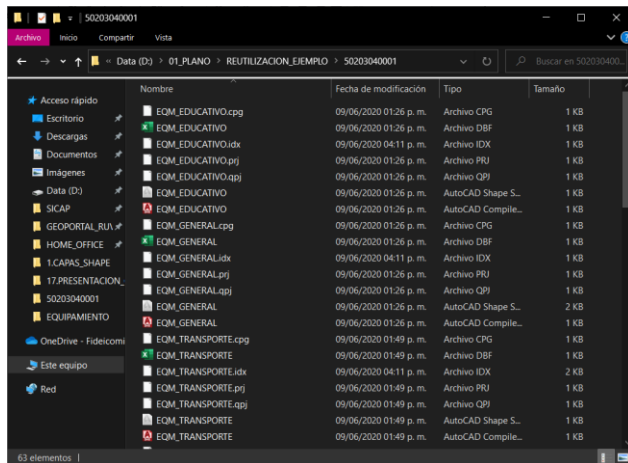 50203040001
Archivo Inicio Compartir Vista
« Data (D:) > 01_PLANO > REUTILIZACION_EJEMPLO > 50203040001
Buscar en 502030400...
Nombre Fecha de modificación Tipo Tamaño
Acceso rápido
Escritorio
Descargas
Documentos
Imágenes
Data (D:)
SICAP
GEOPORTAL_RU
HOME_OFFICE
1.CAPAS_SHAPE
17.PRESENTACION_
50203040001
EQUIPAMIENTO
OneDrive - Fideicomi
Este equipo
Red
EQM_EDUCATIVO.cpg 09/06/2020 01:26 p. m. Archivo CPG 1 KB
EQM_EDUCATIVO 09/06/2020 01:26 p. m. Archivo DBF 1 KB
EQM_EDUCATIVO.idx 09/06/2020 04:11 p. m. Archivo IDX 1 KB
EQM_EDUCATIVO.prj 09/06/2020 01:26 p. m. Archivo PRJ 1 KB
EQM_EDUCATIVO.qpj 09/06/2020 01:26 p. m. Archivo QPJ 1 KB
EQM_EDUCATIVO 09/06/2020 01:26 p. m. AutoCAD Shape S... 1 KB
EQM_EDUCATIVO 09/06/2020 01:26 p. m. AutoCAD Compile... 1 KB
EQM_GENERAL.cpg 09/06/2020 01:26 p. m. Archivo CPG 1 KB
EQM_GENERAL 09/06/2020 01:26 p. m. Archivo DBF 1 KB
EQM_GENERAL.idx 09/06/2020 04:11 p. m. Archivo IDX 1 KB
EQM_GENERAL.prj 09/06/2020 01:26 p. m. Archivo PRJ 1 KB
EQM_GENERAL.qpj 09/06/2020 01:26 p. m. Archivo QPJ 1 KB
EQM_GENERAL 09/06/2020 01:26 p. m. AutoCAD Shape S... 2 KB
EQM_GENERAL 09/06/2020 01:26 p. m. AutoCAD Compile... 1 KB
EQM_TRANSPORTE.cpg 09/06/2020 01:49 p. m. Archivo CPG 1 KB
EQM_TRANSPORTE 09/06/2020 01:49 p. m. Archivo DBF 1 KB
EQM_TRANSPORTE.idx 09/06/2020 04:11 p. m. Archivo IDX 2 KB
EQM_TRANSPORTE.prj 09/06/2020 01:49 p. m. Archivo PRJ 1 KB
EQM_TRANSPORTE.qpj 09/06/2020 01:49 p. m. Archivo QPJ 1 KB
EQM_TRANSPORTE 09/06/2020 01:49 p. m. AutoCAD Shape S... 1 KB
EQM_TRANSPORTE 09/06/2020 01:49 p. m. AutoCAD Compile... 1 KB
63 elementos